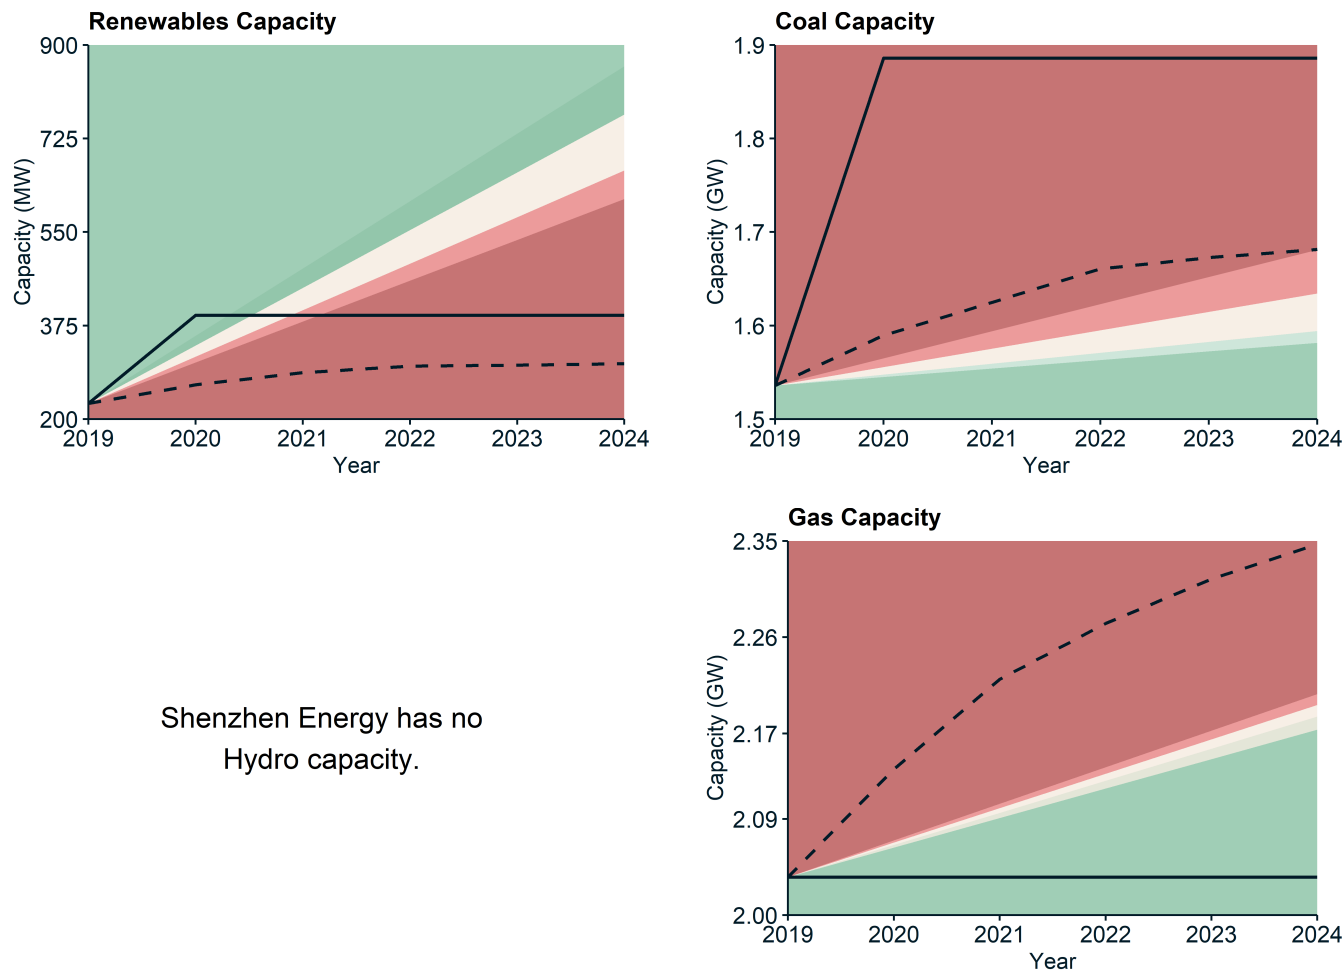 Renewables Capacity
900
725
550
375
200
Capacity (MW)
2019 2020 2021 2022 2023 2024
Year
Coal Capacity
1.9
1.8
1.7
1.6
1.5
Capacity (GW)
2019 2020 2021 2022 2023 2024
Year
Shenzhen Energy has no
Hydro capacity.
Gas Capacity
2.35
2.26
2.17
2.09
2.00
Capacity (GW)
2019 2020 2021 2022 2023 2024
Year